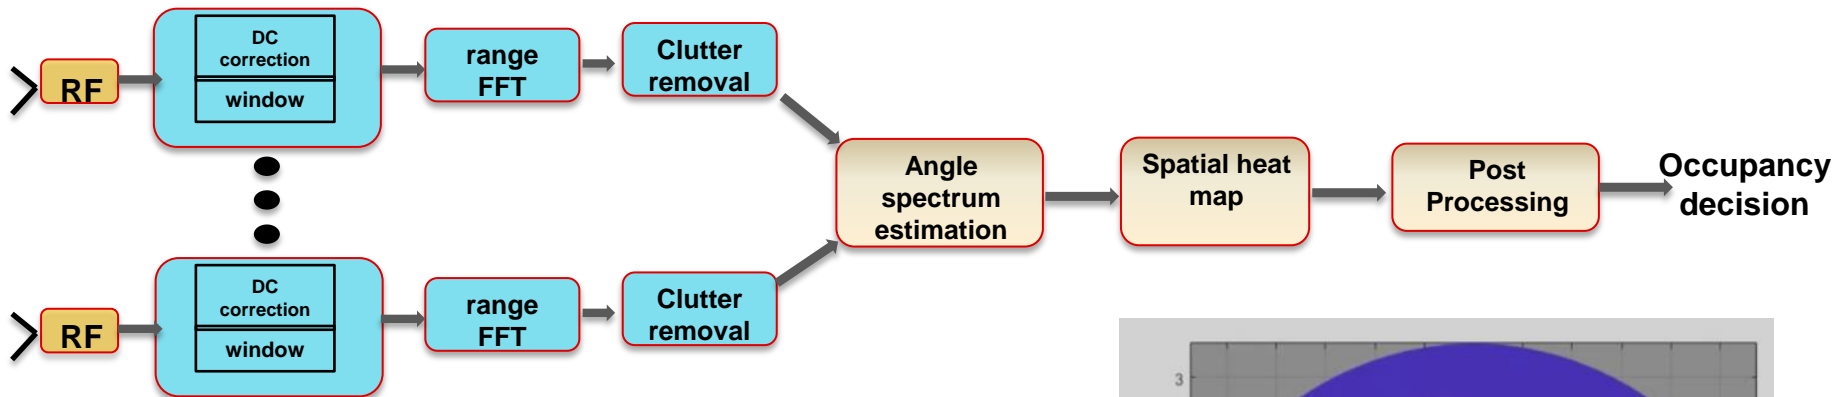 RF
DC
correction
window
range
FFT
Clutter
removal
Angle
spectrum
estimation
Spatial heat
map
Post
Processing
Occupancy
decision
RF
DC
correction
window
range
FFT
Clutter
removal
3